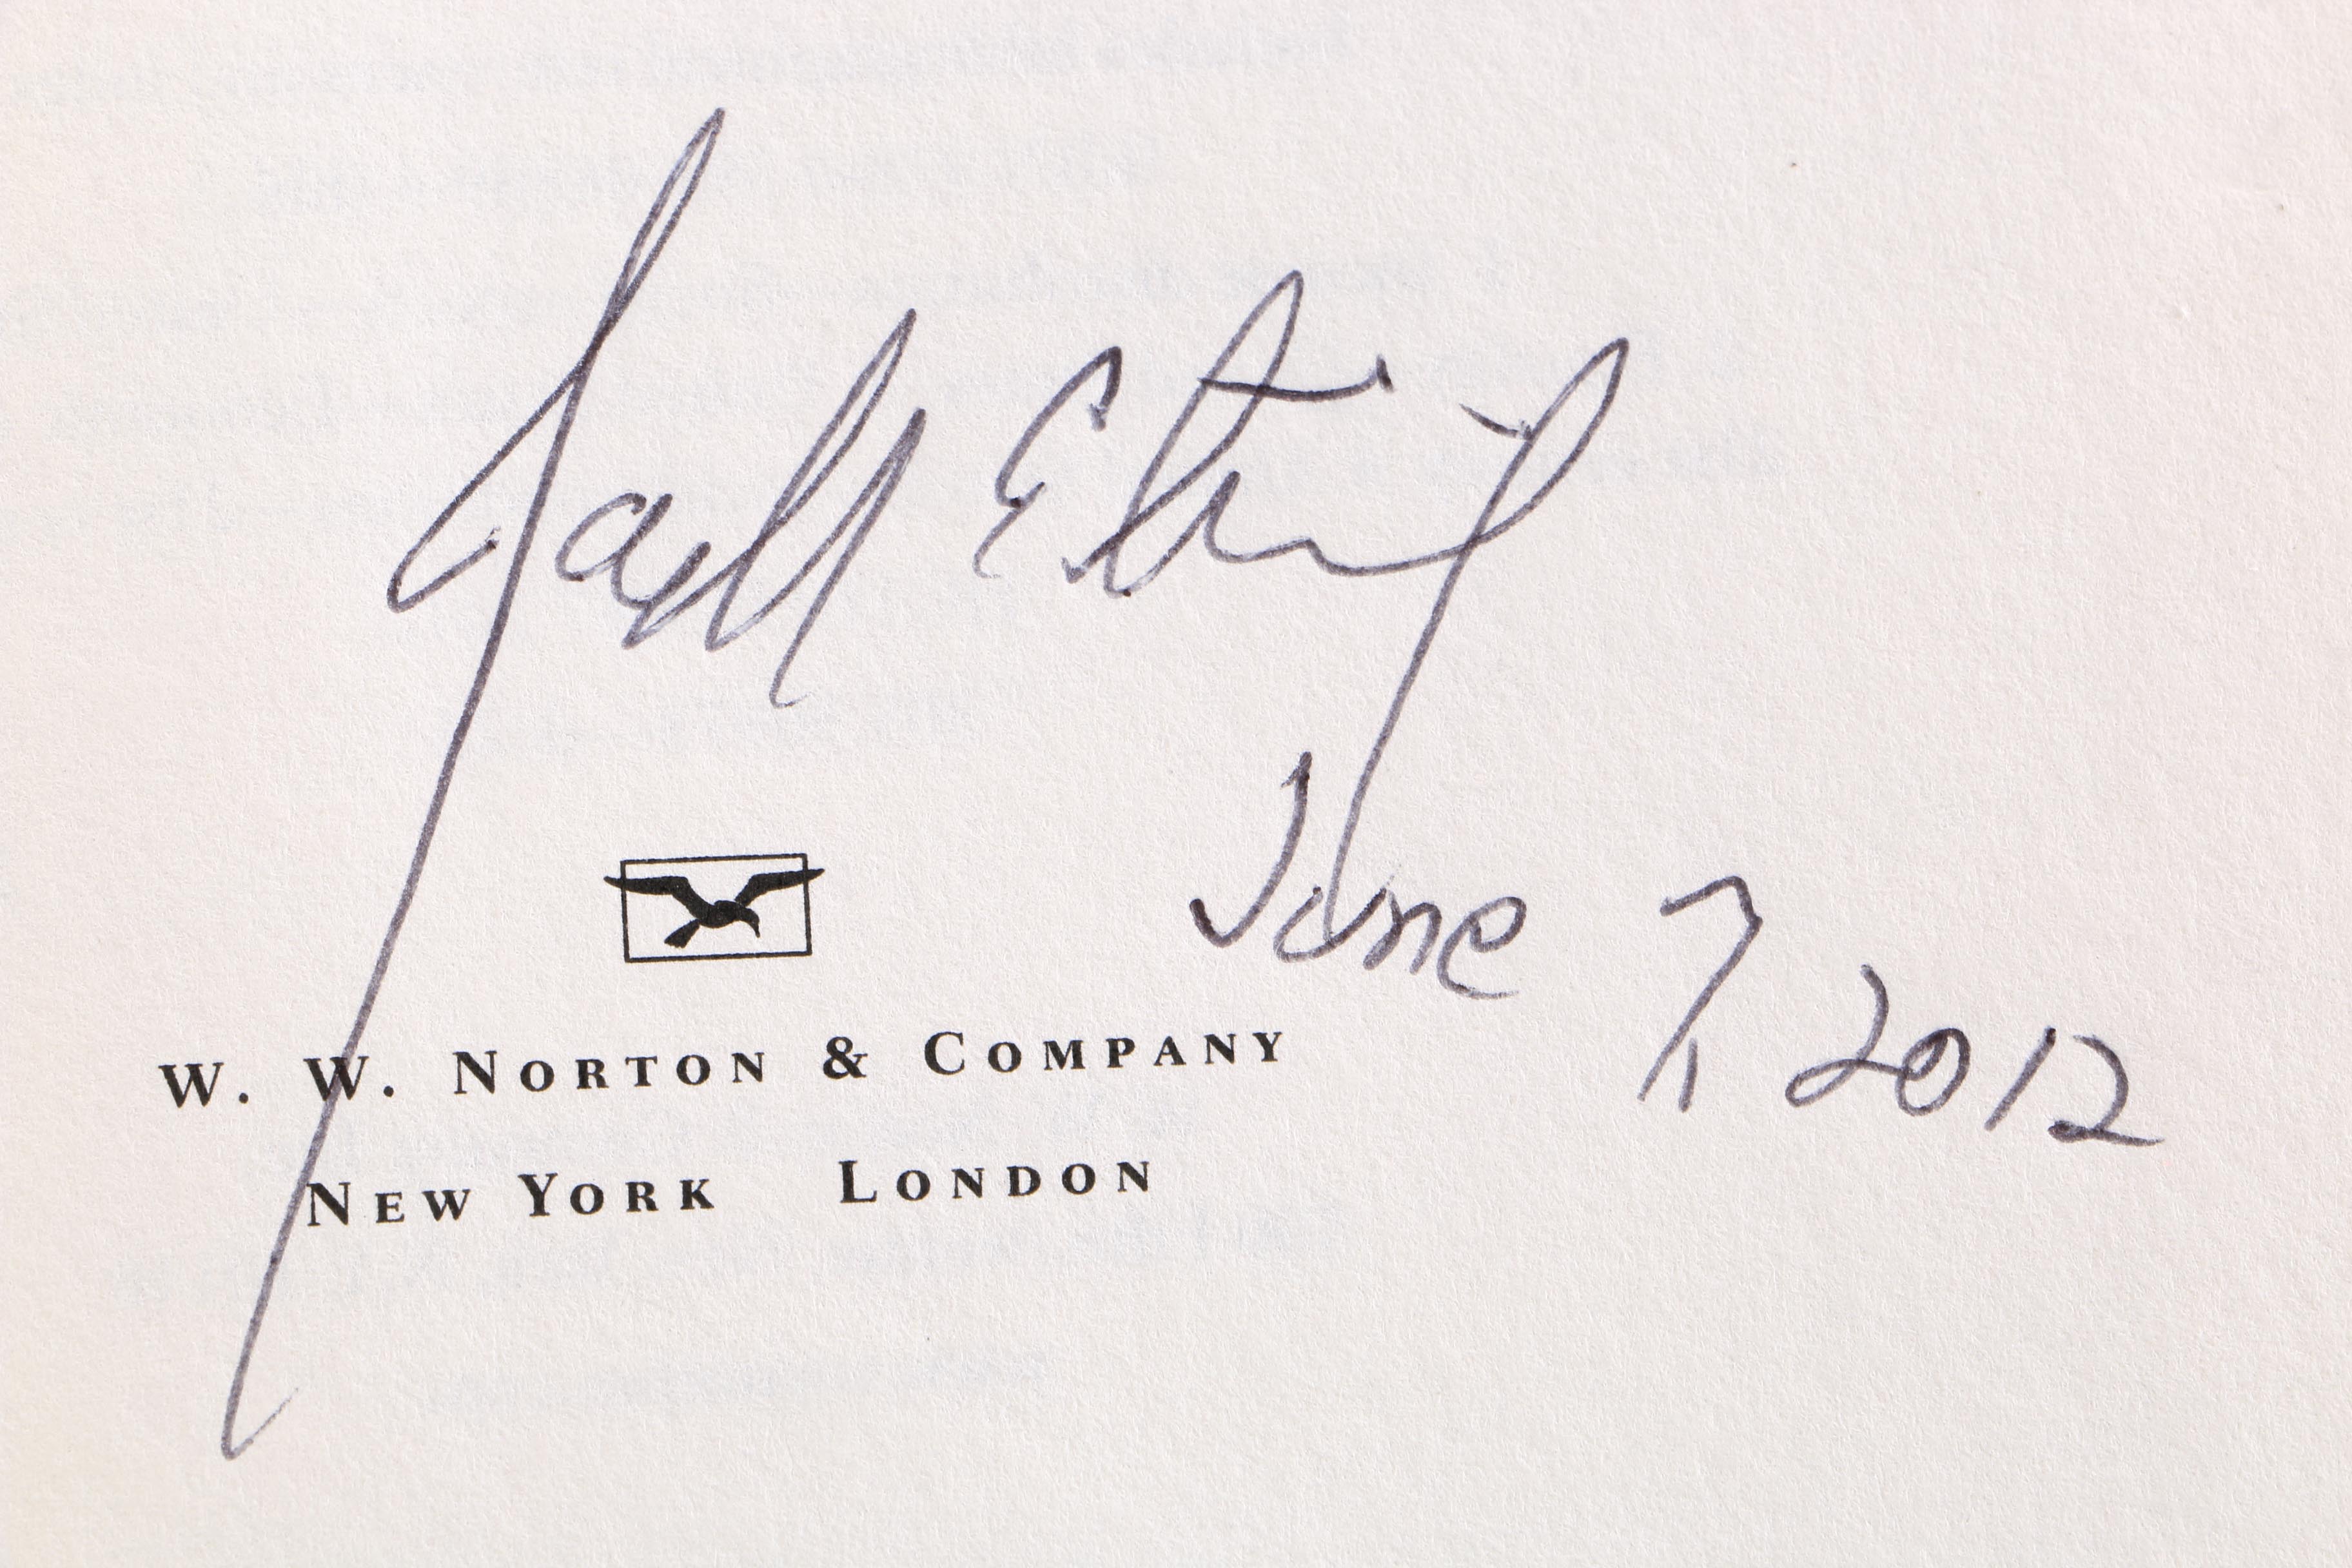 June 7, 2012
W. W. NORTON & COMPANY
NEW YORK LONDON